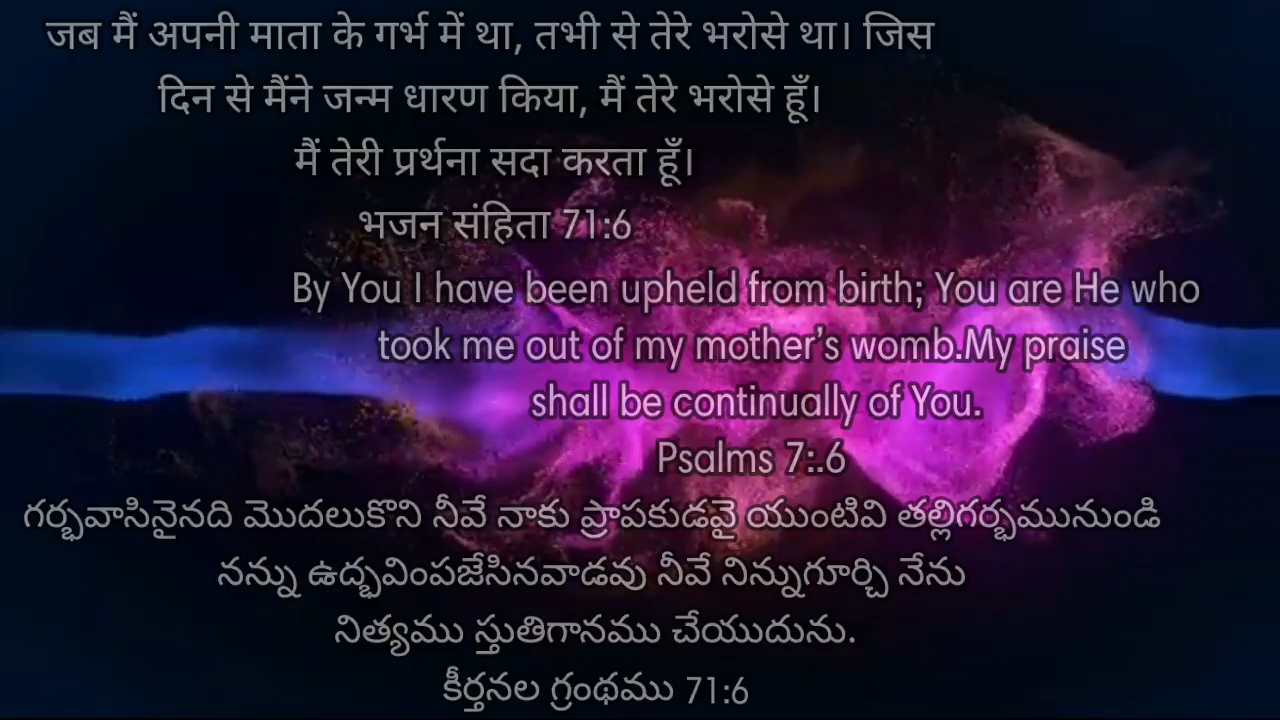 जब मैं अपनी माता के गर्भ में था, तभी से तेरे भरोसे था। जिस
दिन से मैंने जन्म धारण किया, मैं तेरे भरोसे हूँ।
मैं तेरी प्रर्थना सदा करता हूँ।
भजन संहिता 71:6
By You I have been upheld from birth; You are He who
took me out of my mother’s womb.My praise
shall be continually of You.
Psalms 7:.6
గర్భవాసినైనది మొదలుకొని నీవే నాకు ప్రాపకుడవై యుంటివి తల్లిగర్భమునుండి
నన్ను ఉద్భవింపజేసినవాడవు నీవే నిన్నుగూర్చి నేను
నిత్యము స్తుతిగానము చేయుదును.
కీర్తనల గ్రంథము 71:6